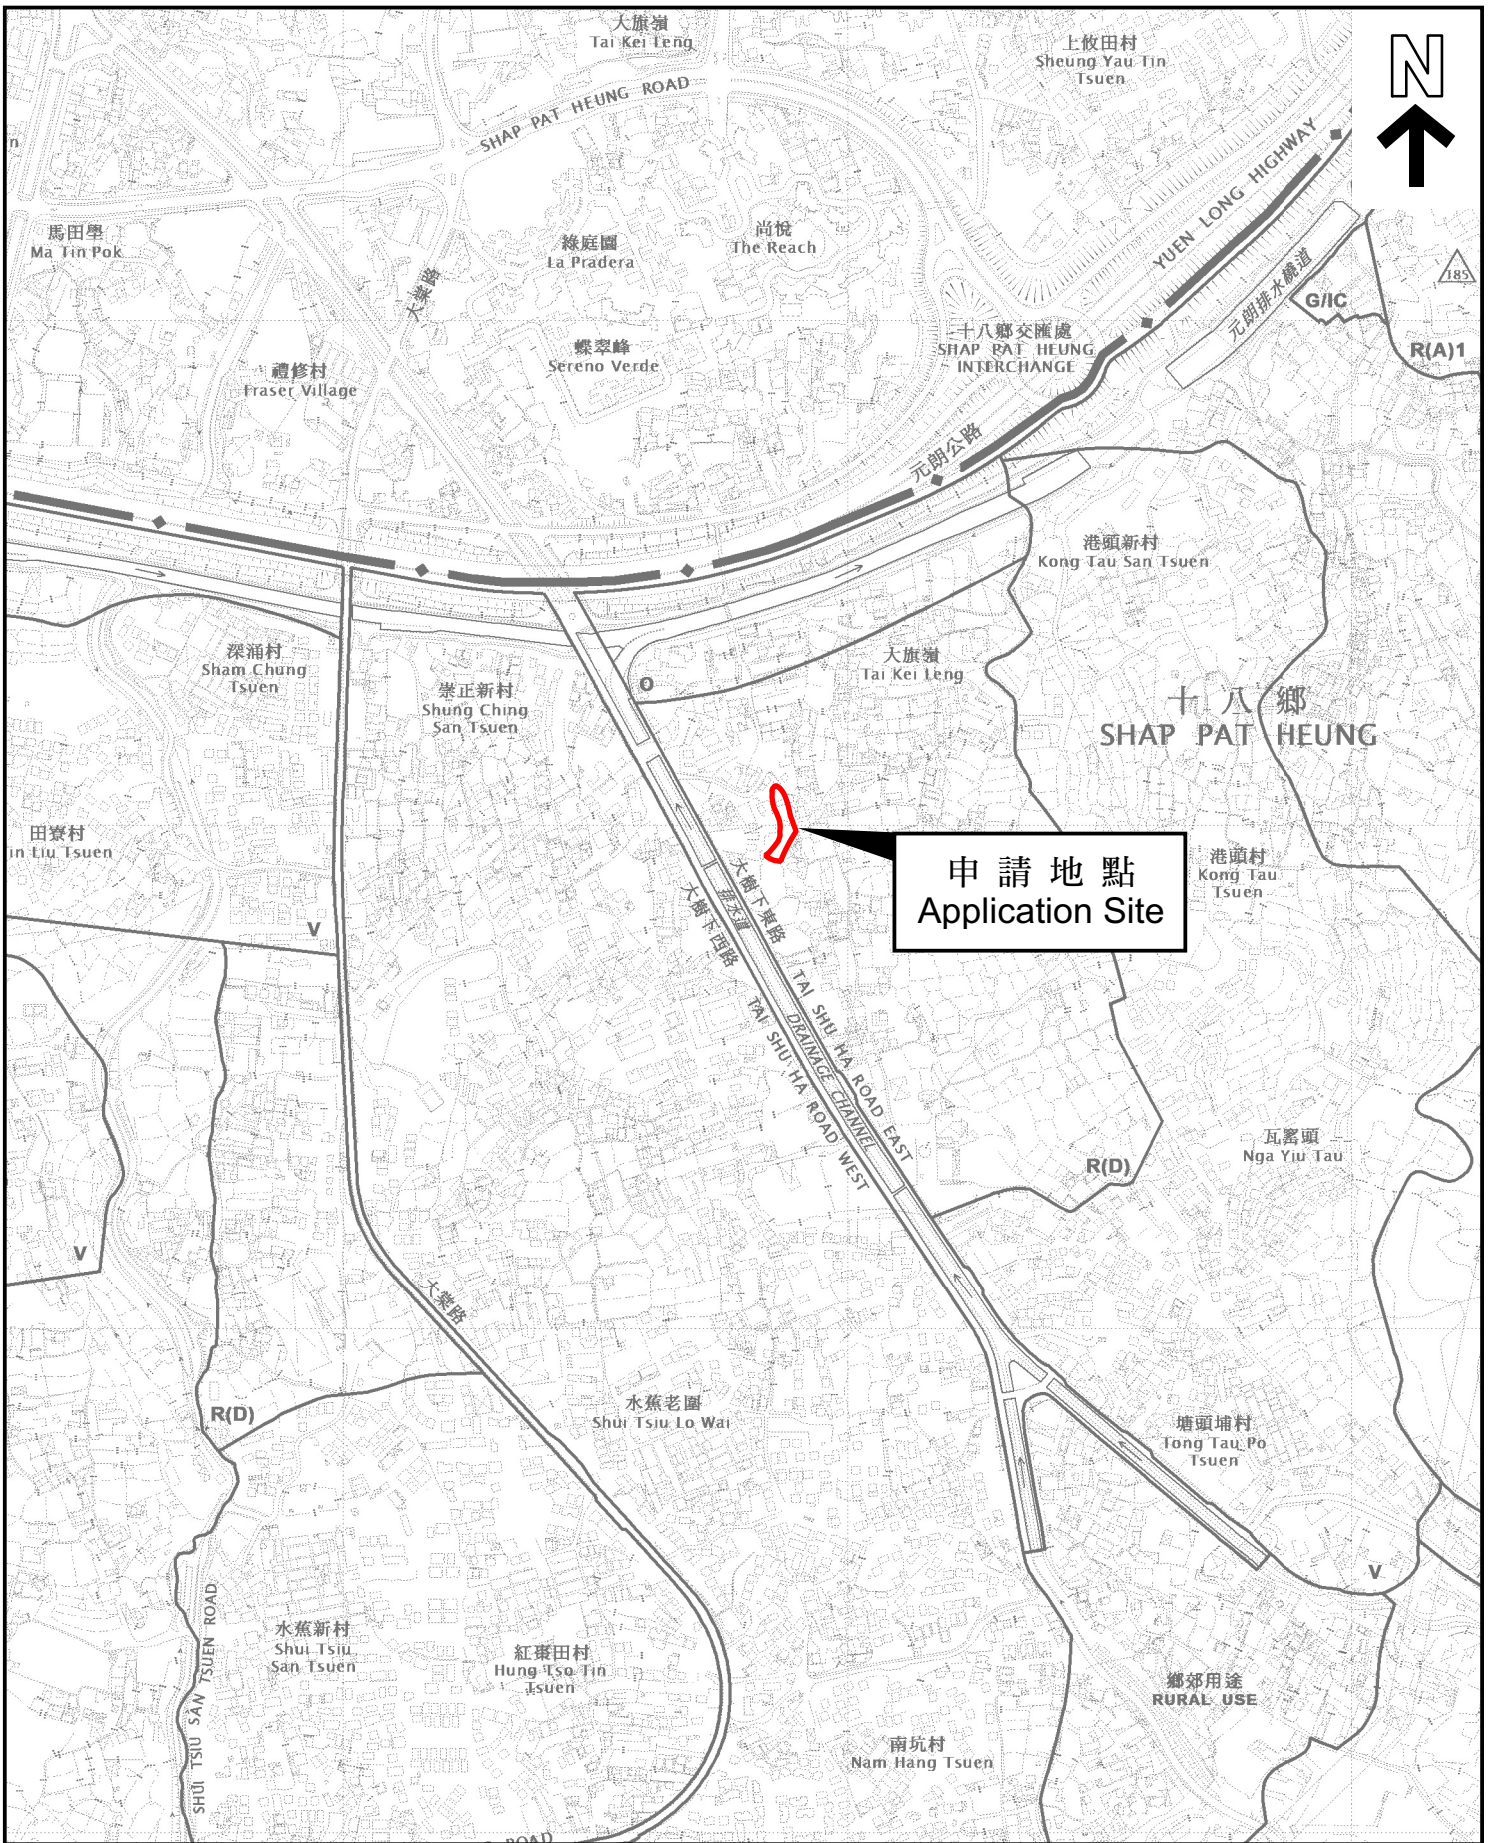 大旗嶺
Tai Kei Leng
上攸田村
Sheung Yau Tin
Tsuen
N
SHAP PAT HEUNG ROAD
YUEN LONG HIGHWAY
馬田壆
Ma Tin Pok
綠庭園
La Pradera
尚悅
The Reach
大棠路
元朗排水繞道
185
G/IC
R(A)1
十八鄉交匯處
SHAP PAT HEUNG
INTERCHANGE
蝶翠峰
Sereno Verde
禮修村
Fraser Village
元朗公路
港頭新村
Kong Tau San Tsuen
深涌村
Sham Chung
Tsuen
崇正新村
Shung Ching
San Tsuen
O
大旗嶺
Tai Kei Leng
十八鄉
SHAP PAT HEUNG
田寮村
in Liu Tsuen
申請地點
Application Site
港頭村
Kong Tau
Tsuen
V
大樹下東路
排水道
大樹下西路
TAI SHU HA ROAD EAST
DRAINAGE CHANNEL
TAI SHU HA ROAD WEST
瓦窰頭
Nga Yiu Tau
R(D)
V
大棠路
R(D)
水蕉老圍
Shui Tsiu Lo Wai
塘頭埔村
Tong Tau Po
Tsuen
V
SHUI TSIU SAN TSUEN ROAD
水蕉新村
Shui Tsiu
San Tsuen
紅棗田村
Hung Tso Tin
Tsuen
鄉郊用途
RURAL USE
南坑村
Nam Hang Tsuen
ROAD